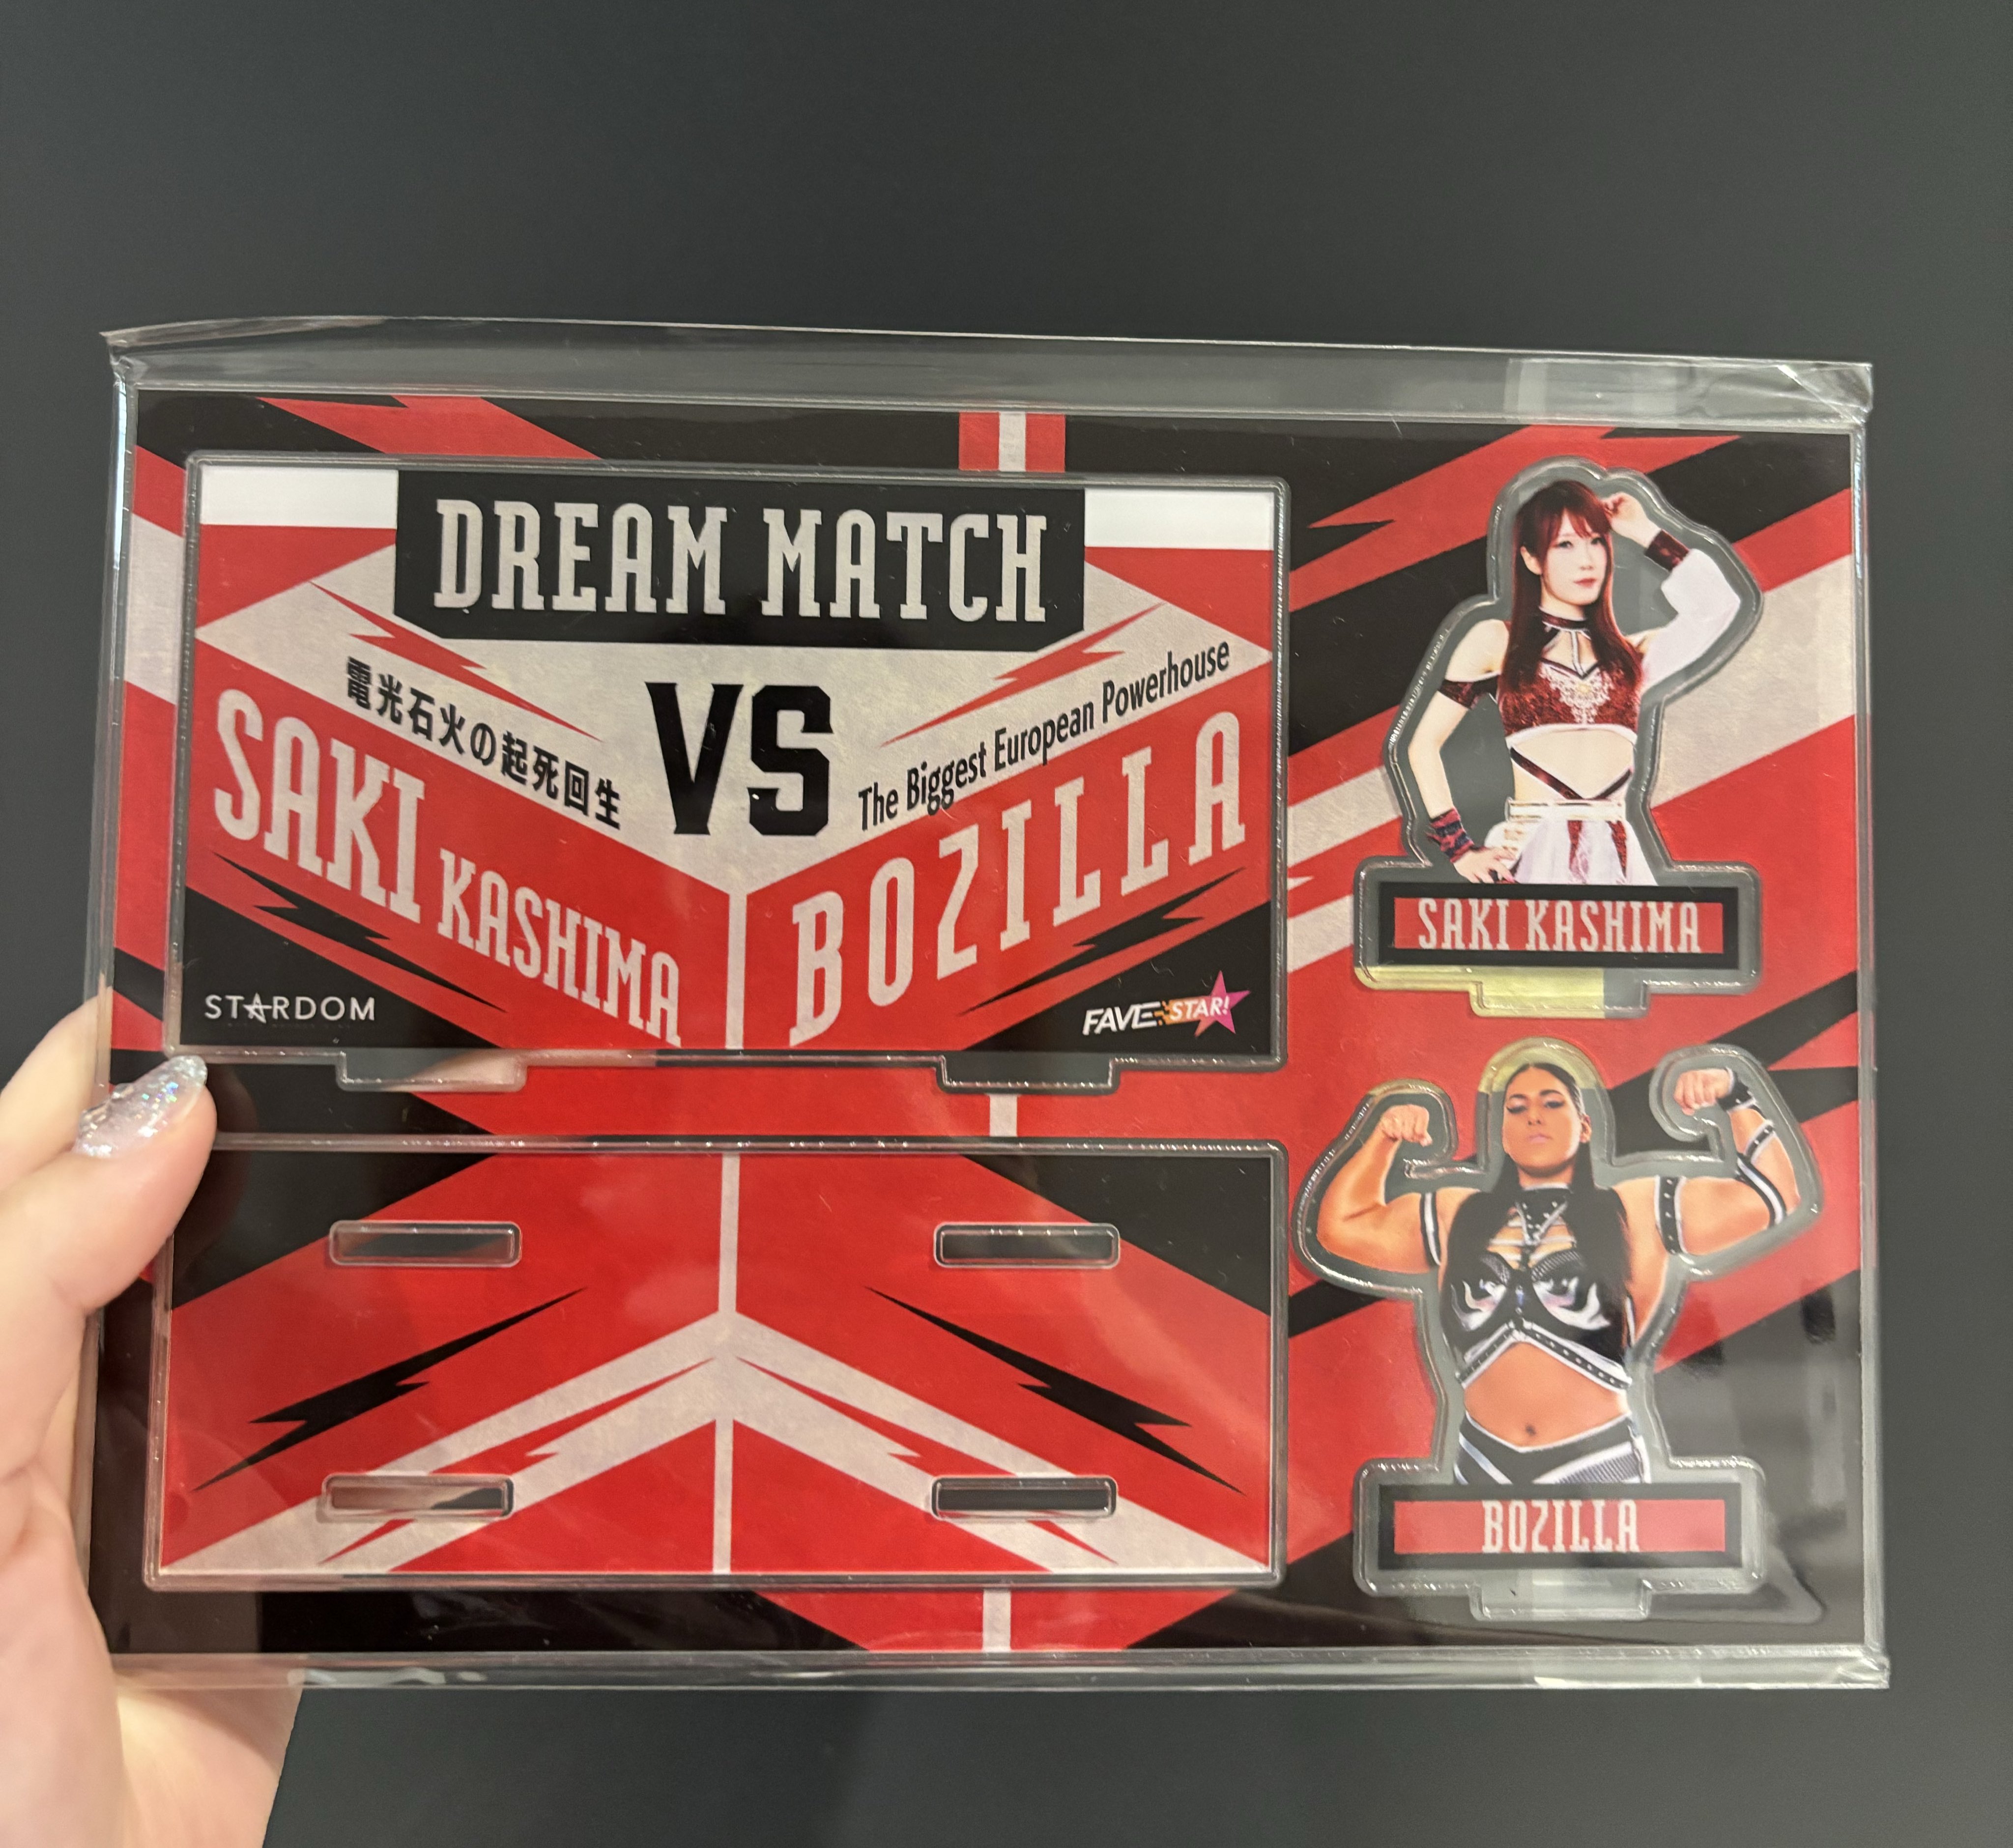 DREAM MATCH
電光石火の起死回生
SAKI KASHIMA
VS
The Biggest European Powerhouse
BOZILLA
STARDOM
FAVE STAR!
SAKI KASHIMA
BOZILLA